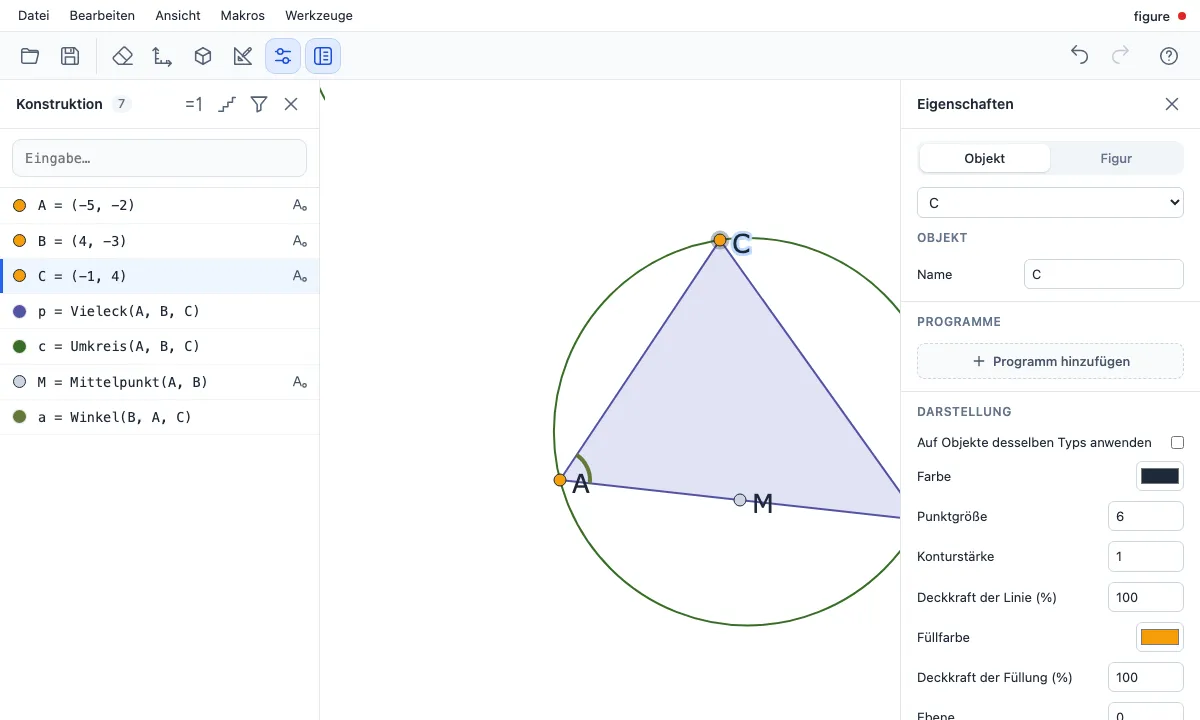 Datei Bearbeiten Ansicht Makros Werkzeuge figure
Konstruktion 7 =1
Eingabe…
A = (−5, −2)
B = (4, −3)
C = (−1, 4)
p = Vieleck(A, B, C)
c = Umkreis(A, B, C)
M = Mittelpunkt(A, B)
a = Winkel(B, A, C)
C
A
M
Eigenschaften
Objekt Figur
C
OBJEKT
Name C
PROGRAMME
+ Programm hinzufügen
DARSTELLUNG
Auf Objekte desselben Typs anwenden
Farbe
Punktgröße 6
Konturstärke 1
Deckkraft der Linie (%) 100
Füllfarbe
Deckkraft der Füllung (%) 100
Ebene 0